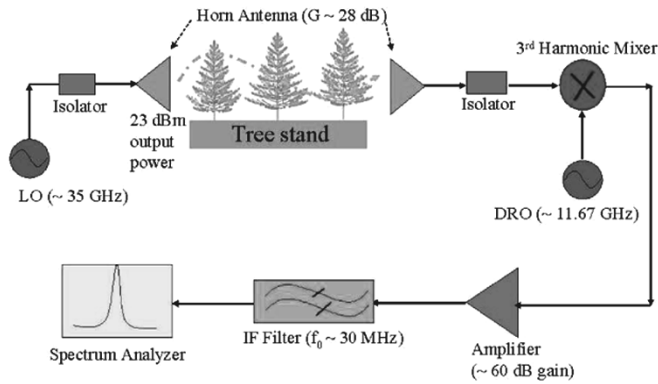 Horn Antenna (G ~ 28 dB)
3rd Harmonic Mixer
Isolator
23 dBm
output
power
Tree stand
Isolator
LO (~ 35 GHz)
DRO (~ 11.67 GHz)
Spectrum Analyzer
IF Filter (f0 ~ 30 MHz)
Amplifier
(~ 60 dB gain)